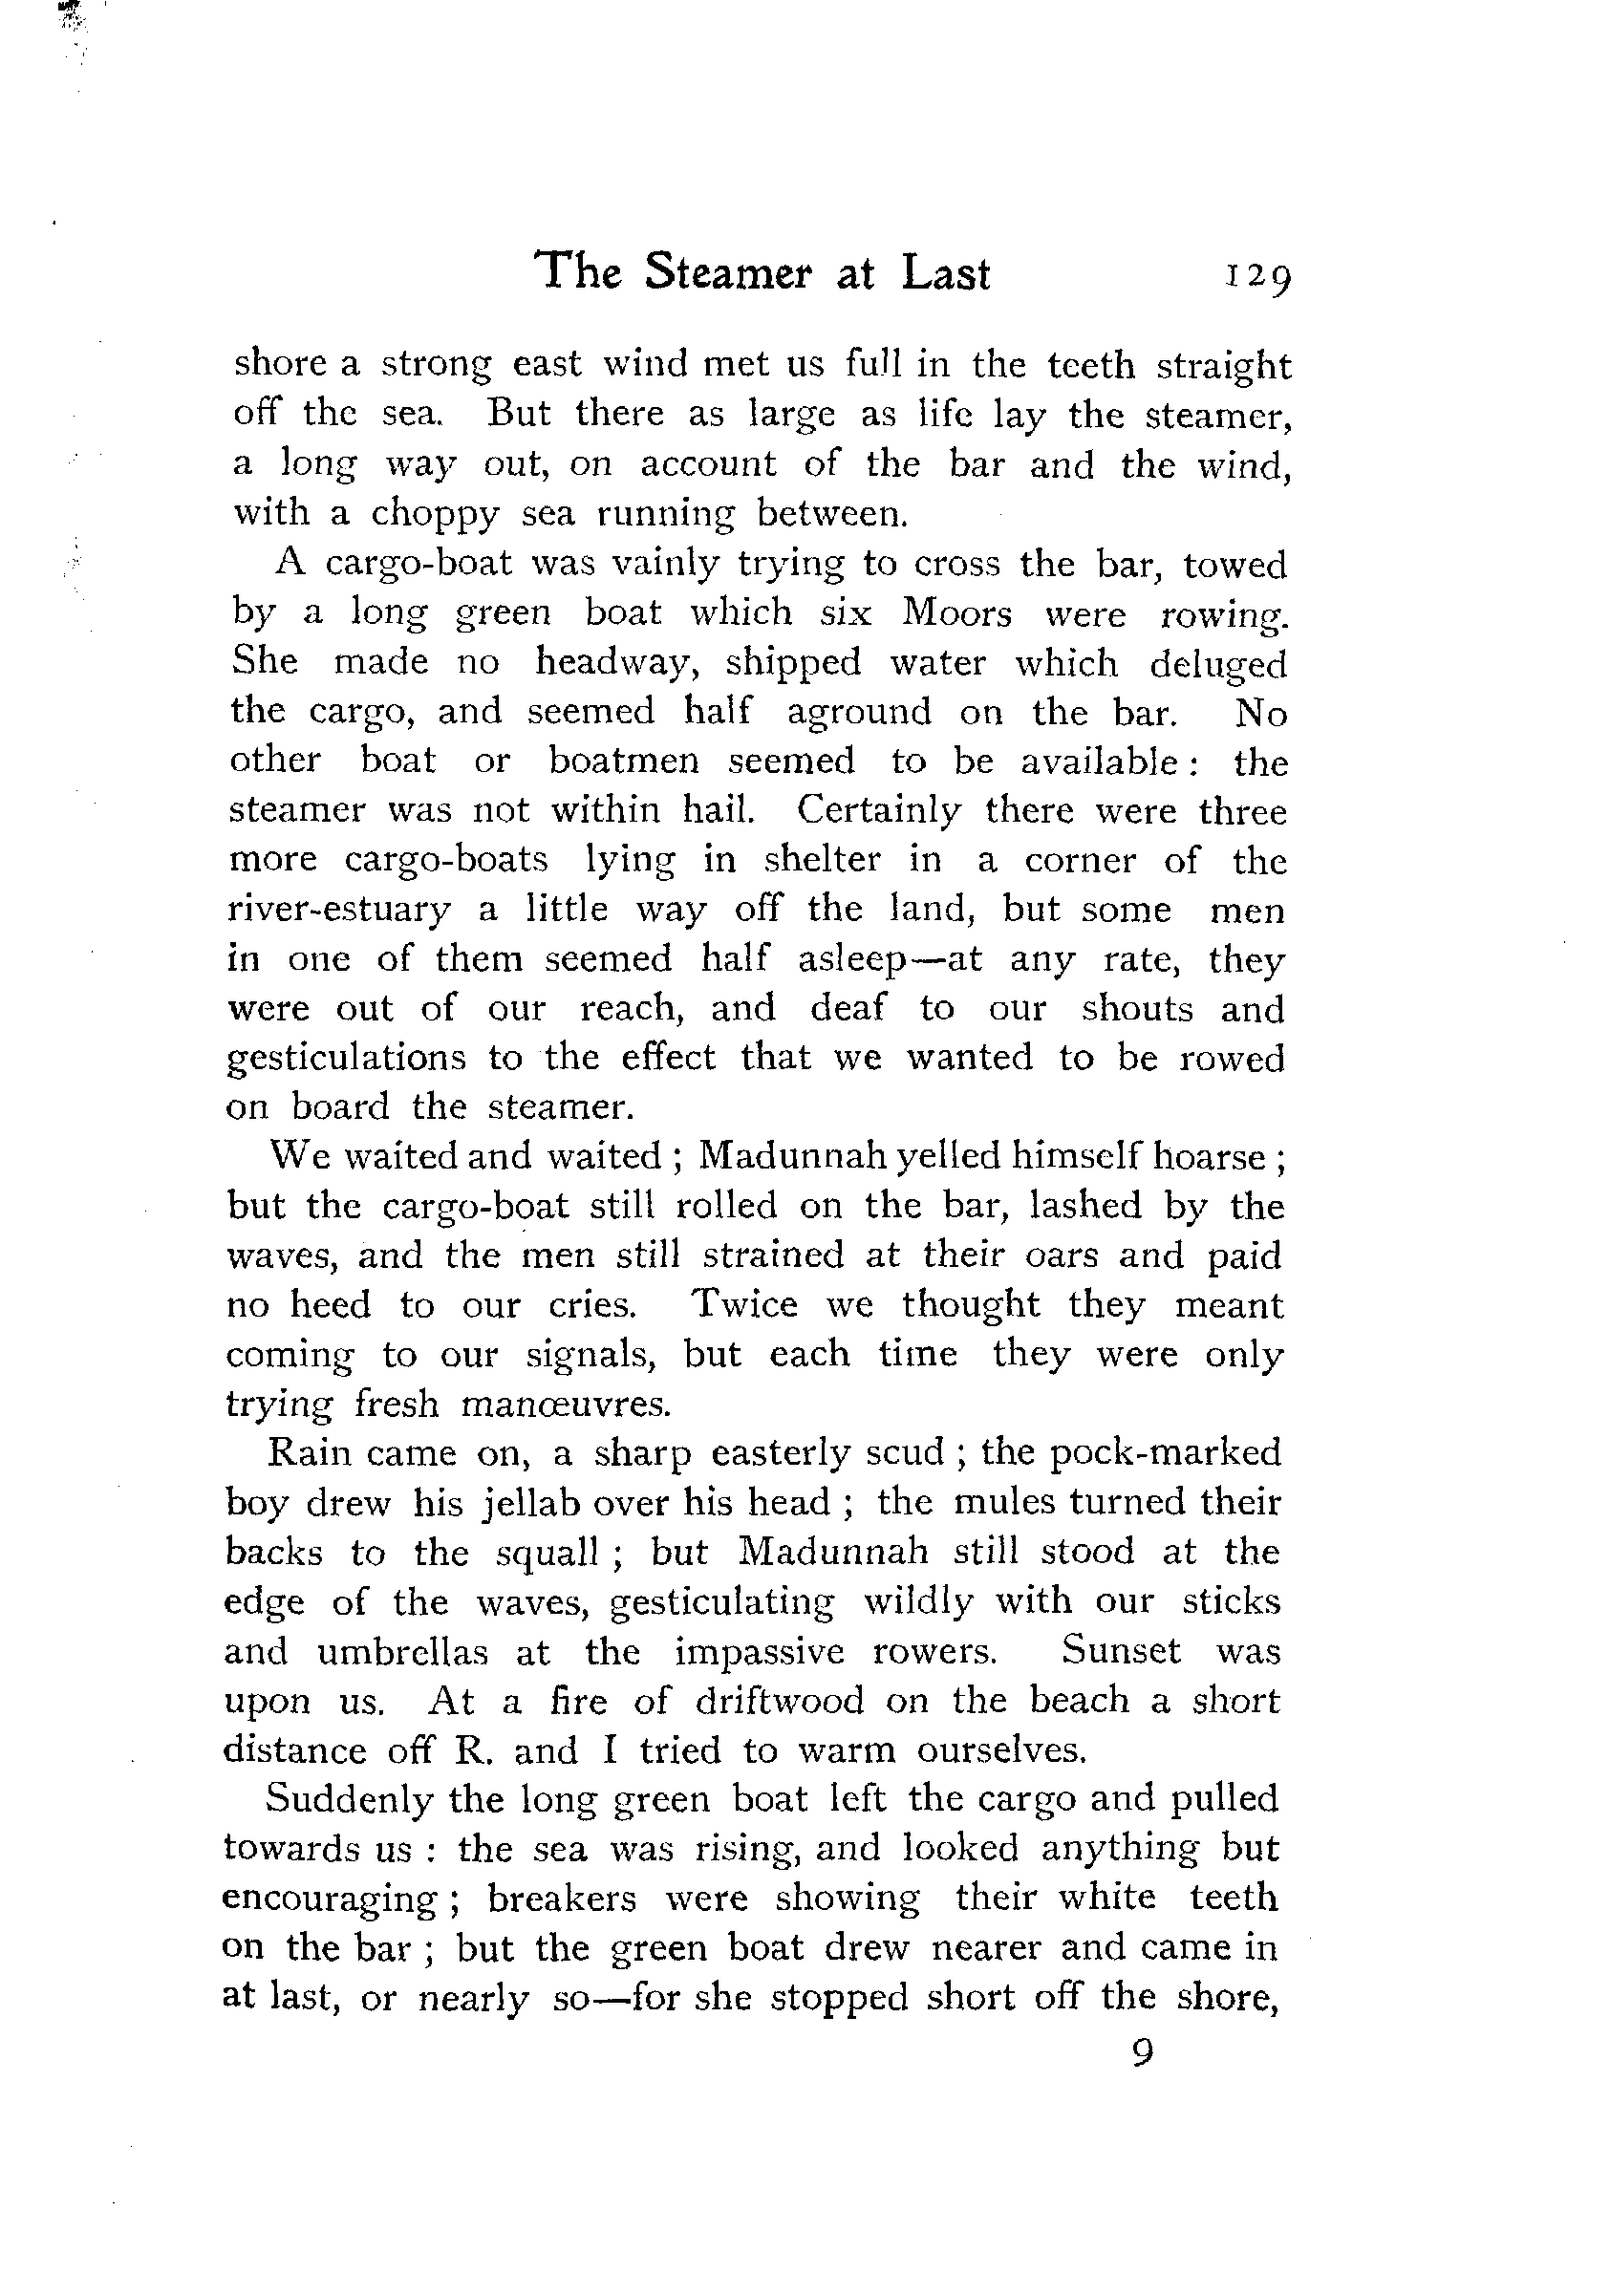 The Steamer at Last 129
shore a strong east wind met us full in the teeth straight
off the sea. But there as large as life lay the steamer,
a long way out, on account of the bar and the wind,
with a choppy sea running between.
A cargo-boat was vainly trying to cross the bar, towed
by a long green boat which six Moors were rowing.
She made no headway, shipped water which deluged
the cargo, and seemed half aground on the bar. No
other boat or boatmen seemed to be available : the
steamer was not within hail. Certainly there were three
more cargo-boats lying in shelter in a corner of the
river-estuary a little way off the land, but some men
in one of them seemed half asleep—at any rate, they
were out of our reach, and deaf to our shouts and
gesticulations to the effect that we wanted to be rowed
on board the steamer.
We waited and waited ; Madunnah yelled himself hoarse ;
but the cargo-boat still rolled on the bar, lashed by the
waves, and the men still strained at their oars and paid
no heed to our cries. Twice we thought they meant
coming to our signals, but each time they were only
trying fresh manœuvres.
Rain came on, a sharp easterly scud ; the pock-marked
boy drew his jellab over his head ; the mules turned their
backs to the squall ; but Madunnah still stood at the
edge of the waves, gesticulating wildly with our sticks
and umbrellas at the impassive rowers. Sunset was
upon us. At a fire of driftwood on the beach a short
distance off R. and I tried to warm ourselves.
Suddenly the long green boat left the cargo and pulled
towards us : the sea was rising, and looked anything but
encouraging ; breakers were showing their white teeth
on the bar ; but the green boat drew nearer and came in
at last, or nearly so—for she stopped short off the shore,
9